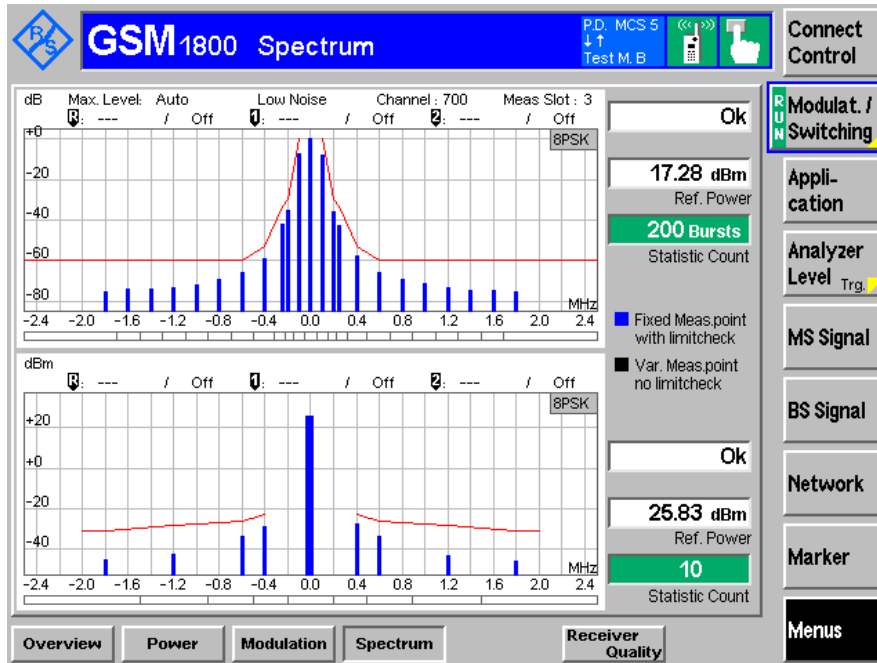 R&S
GSM 1800 Spectrum
P.D. MCS 5
↓↑
Test M. B
Connect Control
dB Max. Level: Auto Low Noise Channel : 700 Meas Slot : 3
R: --- / Off 1: --- / Off 2: --- / Off
8PSK
+0
-20
-40
-60
-80
MHz
-2.4 -2.0 -1.6 -1.2 -0.8 -0.4 0.0 0.4 0.8 1.2 1.6 2.0 2.4
Ok
17.28 dBm
Ref. Power
200 Bursts
Statistic Count
Fixed Meas.point
with limitcheck
Var. Meas.point
no limitcheck
dBm
R: --- / Off 1: --- / Off 2: --- / Off
8PSK
+20
+0
-20
-40
MHz
-2.4 -2.0 -1.6 -1.2 -0.8 -0.4 0.0 0.4 0.8 1.2 1.6 2.0 2.4
Ok
25.83 dBm
Ref. Power
10
Statistic Count
RUN
Modulat. /
Switching
Appli-
cation
Analyzer
Level Trg.
MS Signal
BS Signal
Network
Marker
Menus
Overview Power Modulation Spectrum Receiver
Quality